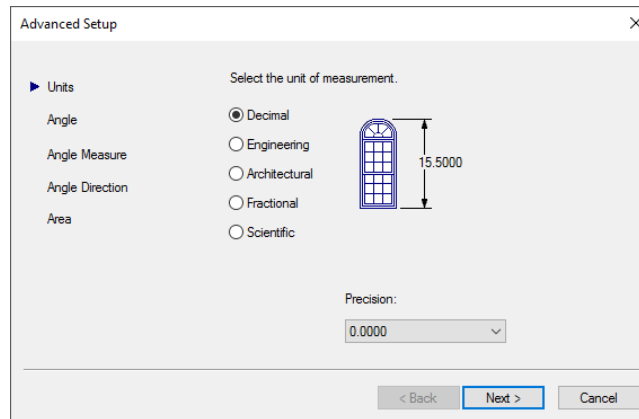 Advanced Setup
Units
Angle
Angle Measure
Angle Direction
Area
Select the unit of measurement.
Decimal
Engineering
Architectural
Fractional
Scientific
15.5000
Precision:
0.0000
< Back
Next >
Cancel